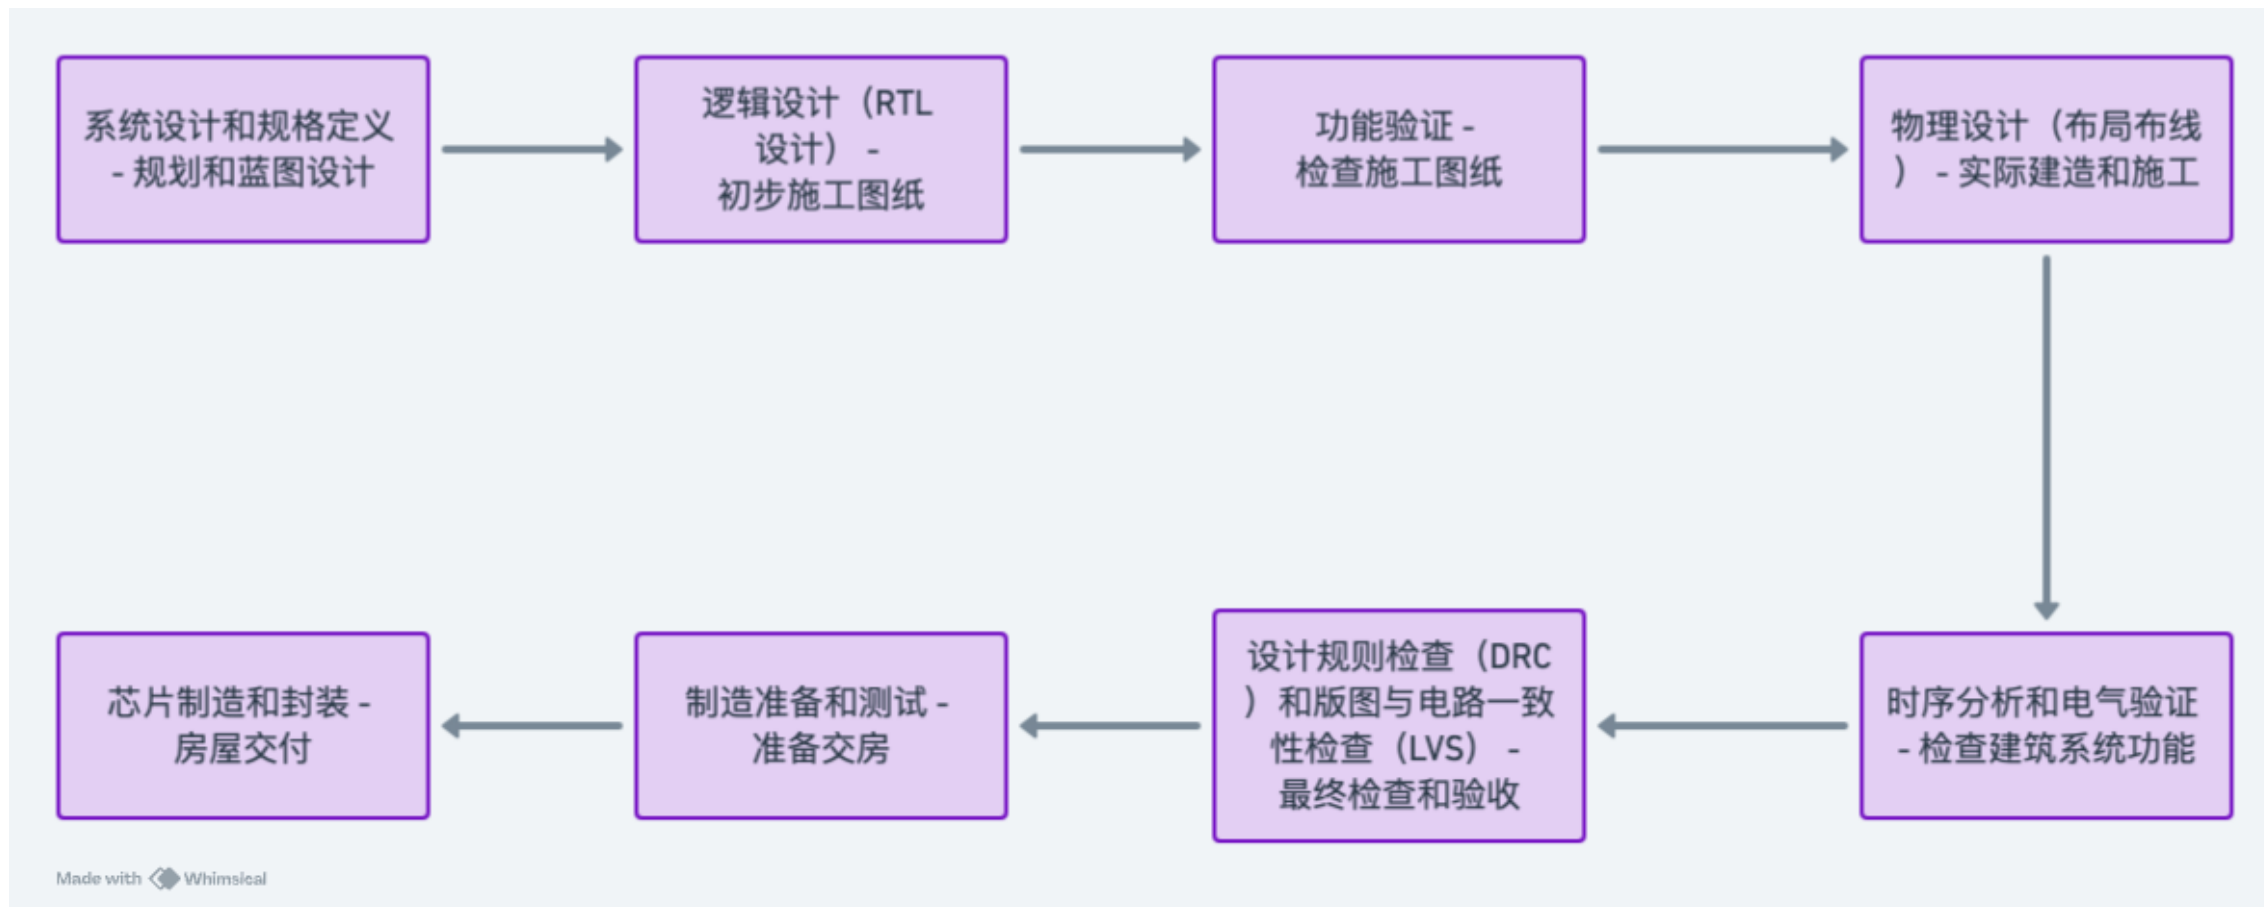 系统设计和规格定义
- 规划和蓝图设计
逻辑设计（RTL
设计） -
初步施工图纸
功能验证 -
检查施工图纸
物理设计（布局布线
） - 实际建造和施工
时序分析和电气验证
- 检查建筑系统功能
设计规则检查（DRC
）和版图与电路一致
性检查（LVS） -
最终检查和验收
制造准备和测试 -
准备交房
芯片制造和封装 -
房屋交付
Made with Whimsical